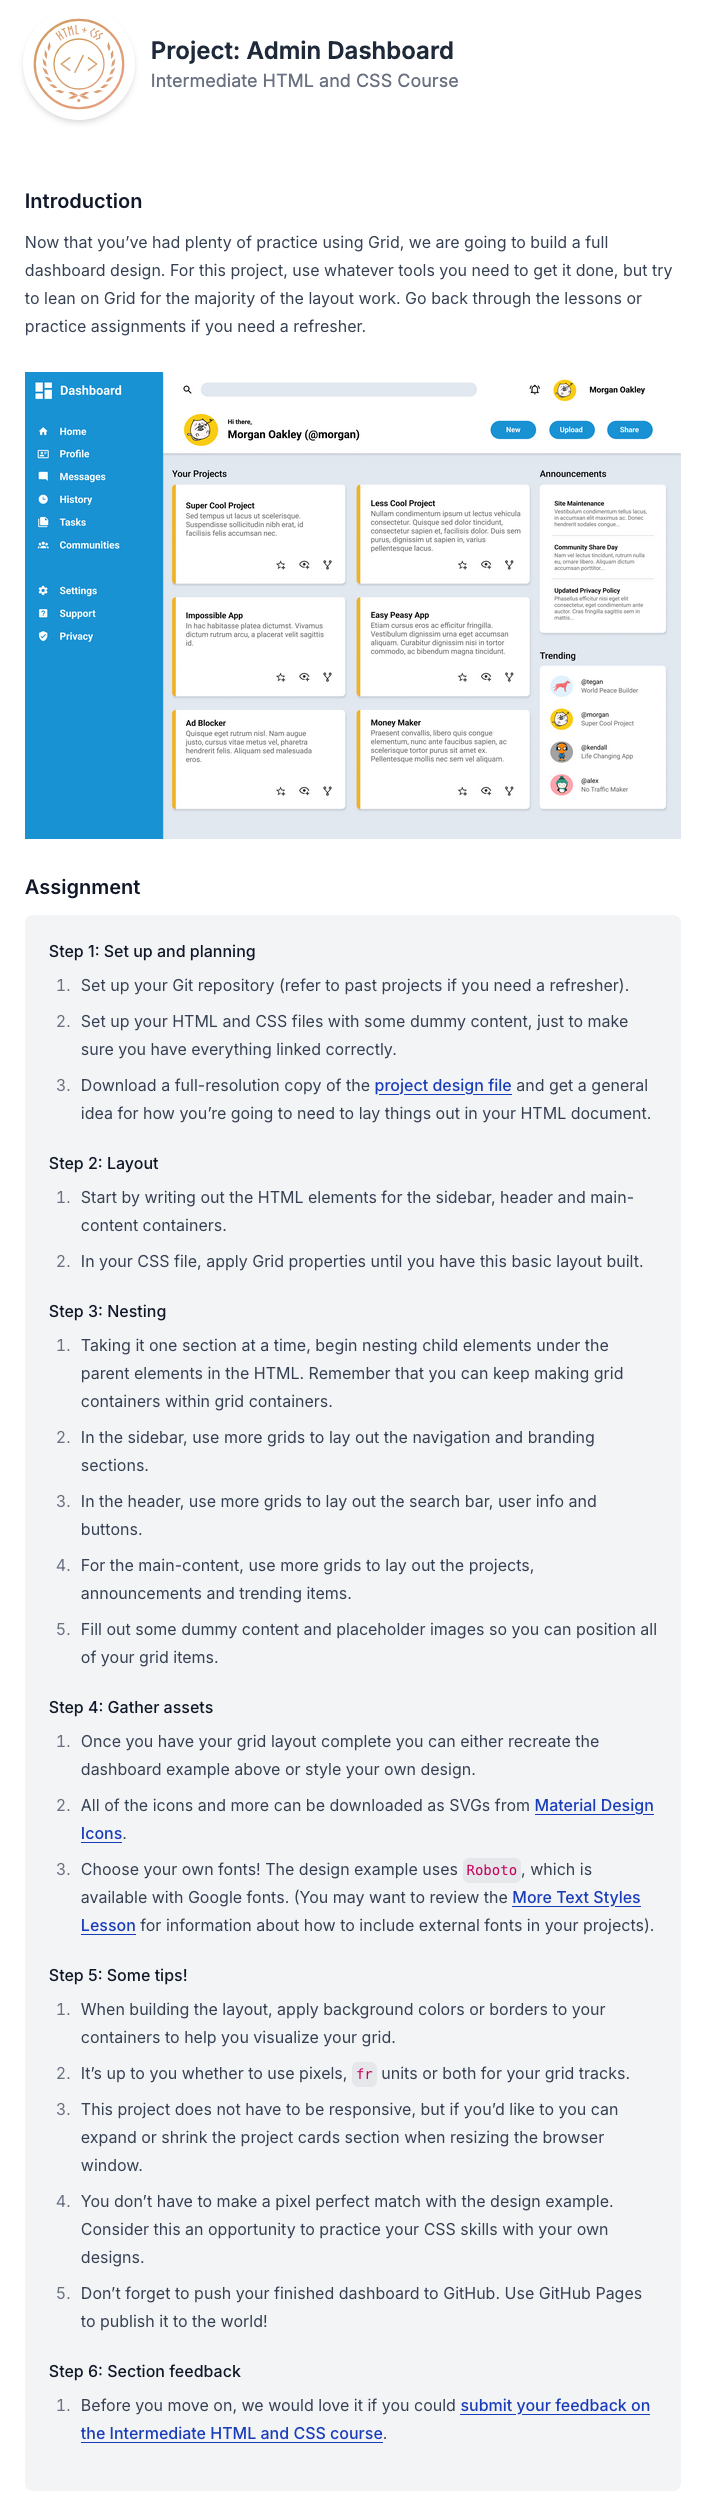 HTML + CSS
</>
Project: Admin Dashboard
Intermediate HTML and CSS Course
Introduction
Now that you’ve had plenty of practice using Grid, we are going to build a full
dashboard design. For this project, use whatever tools you need to get it done, but try
to lean on Grid for the majority of the layout work. Go back through the lessons or
practice assignments if you need a refresher.
Dashboard
Home
Profile
Messages
History
Tasks
Communities
Settings
Support
Privacy
Morgan Oakley
Hi there,
Morgan Oakley (@morgan)
New
Upload
Share
Your Projects
Super Cool Project
Sed tempus ut lacus ut scelerisque.
Suspendisse sollicitudin nibh erat, id
facilisis felis accumsan nec.
Less Cool Project
Nullam condimentum ipsum ut lectus vehicula
consectetur. Quisque sed dolor tincidunt,
consectetur sapien et, facilisis dolor. Duis sem
purus, dignissim ut sapien in, varius
pellentesque lacus.
Impossible App
In hac habitasse platea dictumst. Vivamus
dictum rutrum arcu, a placerat velit sagittis
id.
Easy Peasy App
Etiam cursus eros ac efficitur fringilla.
Vestibulum dignissim urna eget accumsan
aliquam. Curabitur dignissim nisi in tortor
commodo, ac bibendum magna tincidunt.
Ad Blocker
Quisque eget rutrum nisl. Nam augue
justo, cursus vitae metus vel, pharetra
hendrerit felis. Aliquam sed malesuada
eros.
Money Maker
Praesent convallis, libero quis congue
elementum, nunc ante faucibus sapien, ac
scelerisque tortor purus sit amet ex.
Pellentesque mollis nec sem vel aliquam.
Announcements
Site Maintenance
Vestibulum condimentum tellus lacus,
in accumsan elit maximus ac. Donec
hendrerit sodales congue...
Community Share Day
Nam vel lectus tincidunt, rutrum nulla
eu, ornare libero. Aliquam dictum
accumsan porttitor...
Updated Privacy Policy
Phasellus efficitur nisi eget elit
consectetur, eget condimentum ante
auctor. Cras fringilla sagittis sem in
mattis...
Trending
@tegan
World Peace Builder
@morgan
Super Cool Project
@kendall
Life Changing App
@alex
No Traffic Maker
Assignment
Step 1: Set up and planning
1. Set up your Git repository (refer to past projects if you need a refresher).
2. Set up your HTML and CSS files with some dummy content, just to make
sure you have everything linked correctly.
3. Download a full-resolution copy of the project design file and get a general
idea for how you’re going to need to lay things out in your HTML document.
Step 2: Layout
1. Start by writing out the HTML elements for the sidebar, header and main-
content containers.
2. In your CSS file, apply Grid properties until you have this basic layout built.
Step 3: Nesting
1. Taking it one section at a time, begin nesting child elements under the
parent elements in the HTML. Remember that you can keep making grid
containers within grid containers.
2. In the sidebar, use more grids to lay out the navigation and branding
sections.
3. In the header, use more grids to lay out the search bar, user info and
buttons.
4. For the main-content, use more grids to lay out the projects,
announcements and trending items.
5. Fill out some dummy content and placeholder images so you can position all
of your grid items.
Step 4: Gather assets
1. Once you have your grid layout complete you can either recreate the
dashboard example above or style your own design.
2. All of the icons and more can be downloaded as SVGs from Material Design
Icons.
3. Choose your own fonts! The design example uses Roboto, which is
available with Google fonts. (You may want to review the More Text Styles
Lesson for information about how to include external fonts in your projects).
Step 5: Some tips!
1. When building the layout, apply background colors or borders to your
containers to help you visualize your grid.
2. It’s up to you whether to use pixels, fr units or both for your grid tracks.
3. This project does not have to be responsive, but if you’d like to you can
expand or shrink the project cards section when resizing the browser
window.
4. You don’t have to make a pixel perfect match with the design example.
Consider this an opportunity to practice your CSS skills with your own
designs.
5. Don’t forget to push your finished dashboard to GitHub. Use GitHub Pages
to publish it to the world!
Step 6: Section feedback
1. Before you move on, we would love it if you could submit your feedback on
the Intermediate HTML and CSS course.